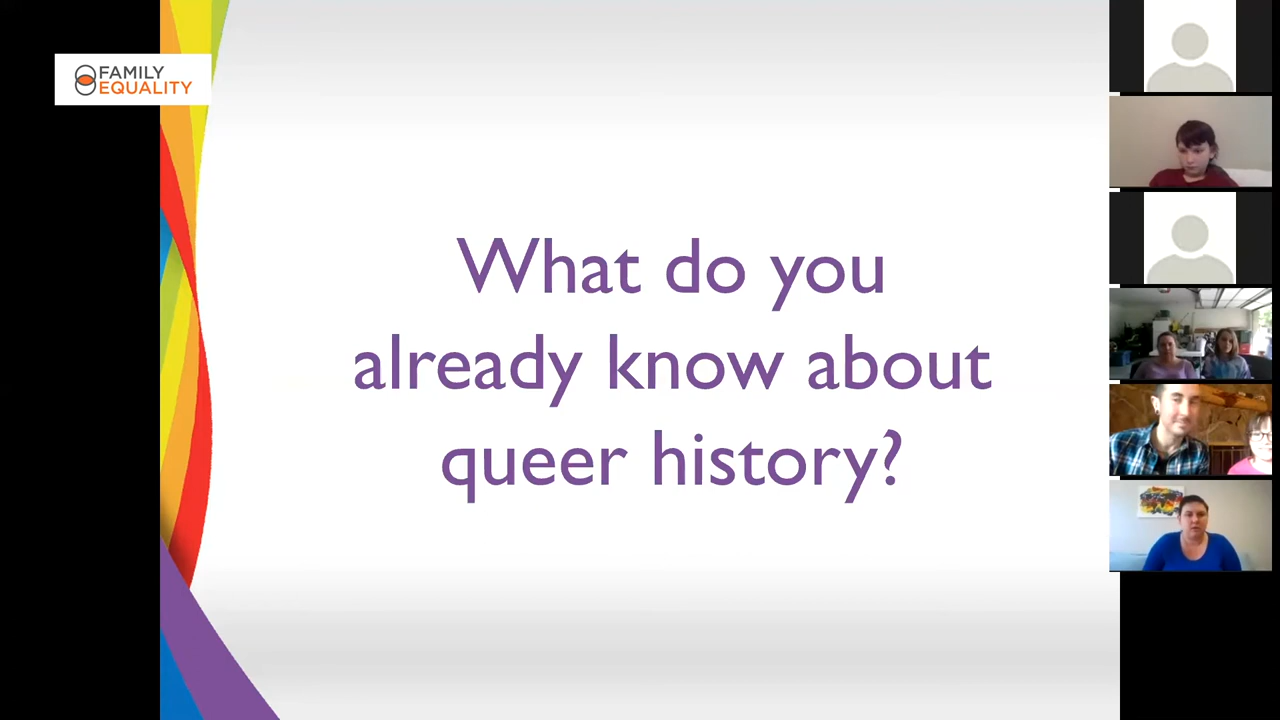 FAMILY
EQUALITY
What do you
already know about
queer history?